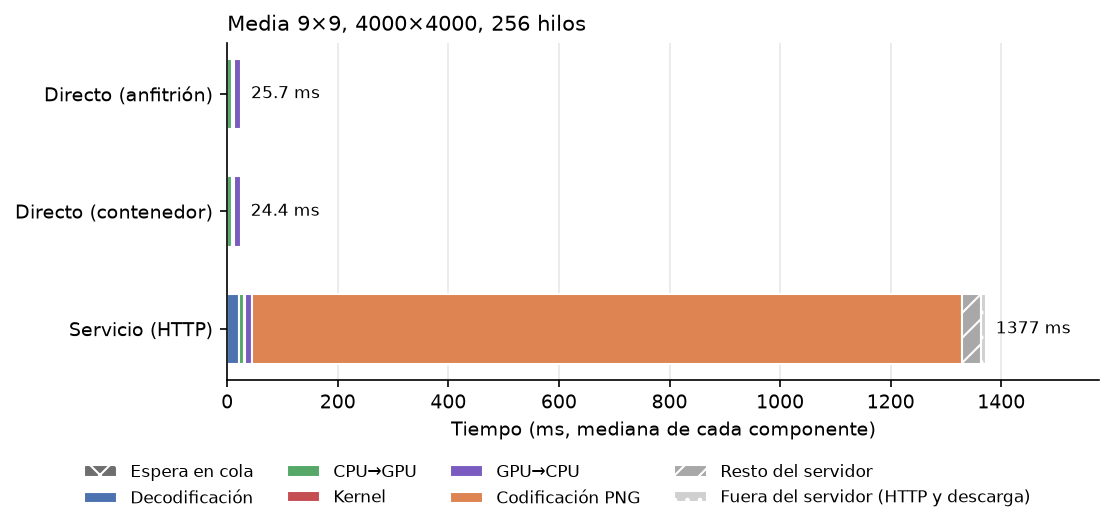 Media 9×9, 4000×4000, 256 hilos
Directo (anfitrión)
25.7 ms
Directo (contenedor)
24.4 ms
Servicio (HTTP)
1377 ms
0 200 400 600 800 1000 1200 1400
Tiempo (ms, mediana de cada componente)
Espera en cola CPU→GPU GPU→CPU Resto del servidor
Decodificación Kernel Codificación PNG Fuera del servidor (HTTP y descarga)